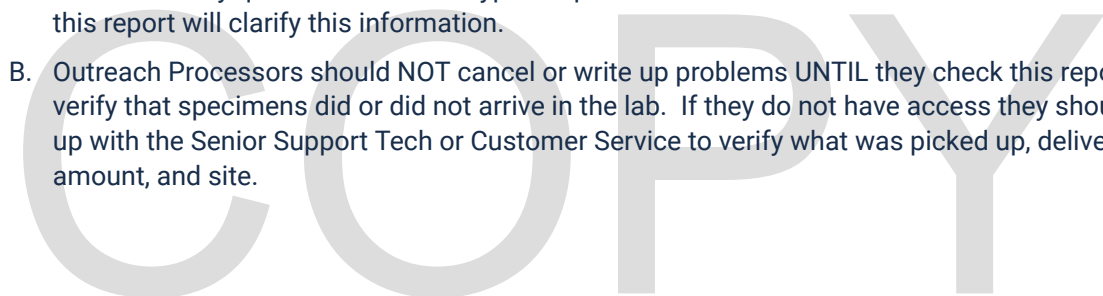 this report will clarify this information.
B. Outreach Processors should NOT cancel or write up problems UNTIL they check this
verify that specimens did or did not arrive in the lab. If they do not have access they
up with the Senior Support Tech or Customer Service to verify what was picked up,
amount, and site.
COPY